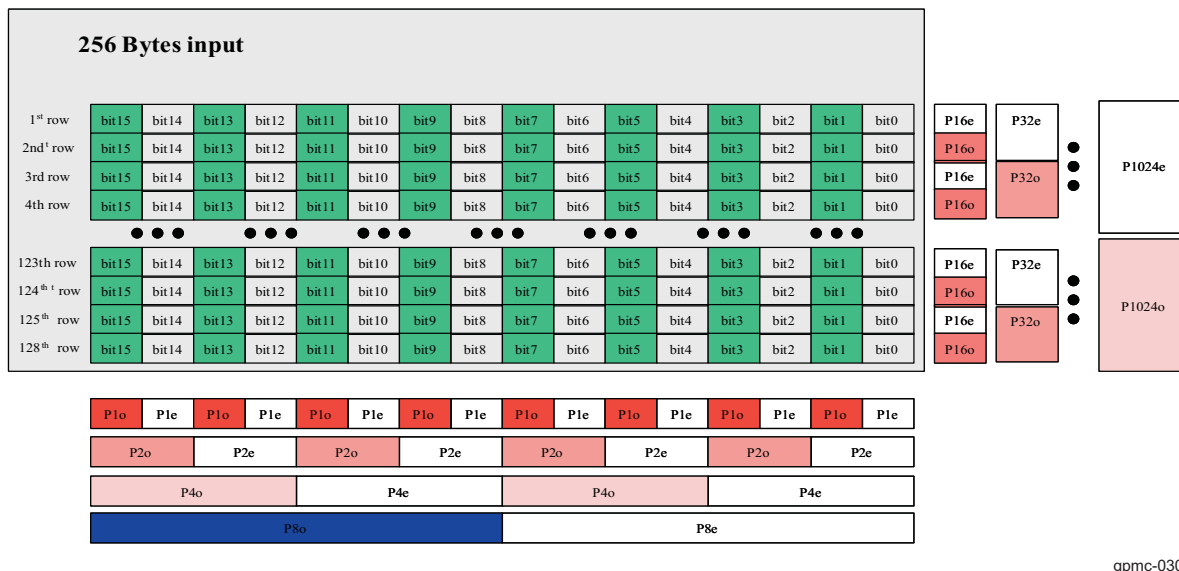 256 Bytes input
1st row bit15 bit14 bit13 bit12 bit11 bit10 bit9 bit8 bit7 bit6 bit5 bit4 bit3 bit2 bit1 bit0 P16e P32e
2nd t row bit15 bit14 bit13 bit12 bit11 bit10 bit9 bit8 bit7 bit6 bit5 bit4 bit3 bit2 bit1 bit0 P16o
P1024e
3rd row bit15 bit14 bit13 bit12 bit11 bit10 bit9 bit8 bit7 bit6 bit5 bit4 bit3 bit2 bit1 bit0 P16e P32o
4th row bit15 bit14 bit13 bit12 bit11 bit10 bit9 bit8 bit7 bit6 bit5 bit4 bit3 bit2 bit1 bit0 P16o
123th row bit15 bit14 bit13 bit12 bit11 bit10 bit9 bit8 bit7 bit6 bit5 bit4 bit3 bit2 bit1 bit0 P16e P32e
124th t row bit15 bit14 bit13 bit12 bit11 bit10 bit9 bit8 bit7 bit6 bit5 bit4 bit3 bit2 bit1 bit0 P16o
P1024o
125th row bit15 bit14 bit13 bit12 bit11 bit10 bit9 bit8 bit7 bit6 bit5 bit4 bit3 bit2 bit1 bit0 P16e P32o
128th row bit15 bit14 bit13 bit12 bit11 bit10 bit9 bit8 bit7 bit6 bit5 bit4 bit3 bit2 bit1 bit0 P16o
P1o P1e P1o P1e P1o P1e P1o P1e P1o P1e P1o P1e P1o P1e P1o P1e
P2o P2e P2o P2e P2o P2e P2o P2e
P4o P4e P4o P4e
P8o P8e
gpmc-030